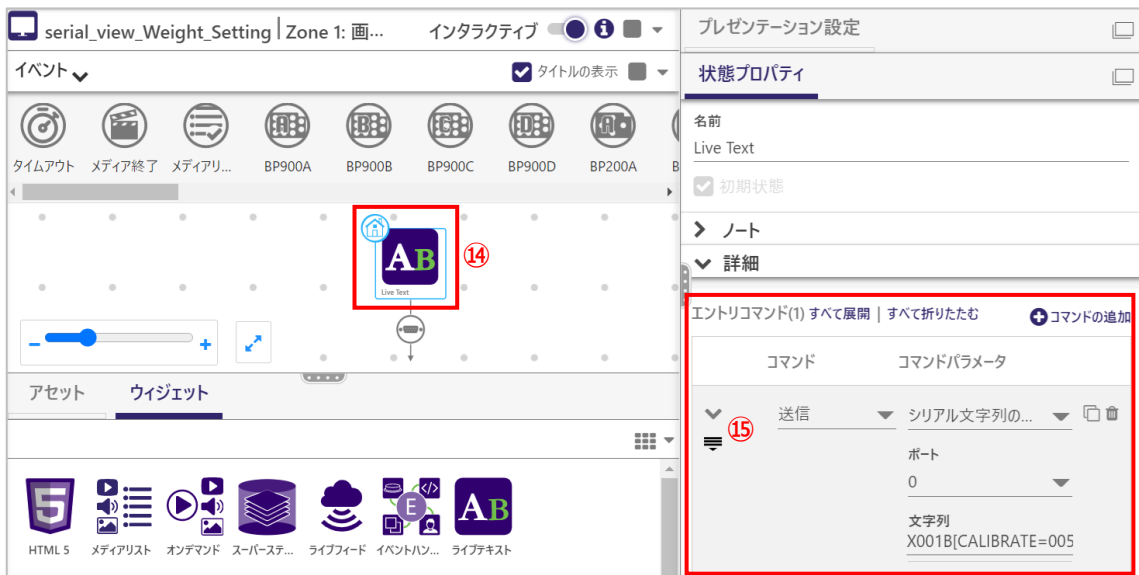 serial_view_Weight_Setting | Zone 1: 画... インタラクティブ
イベント タイトルの表示
タイムアウト メディア終了 メディアリ... BP900A BP900B BP900C BP900D BP200A B
AB
Live Text
⑭
アセット ウィジェット
HTML 5 メディアリスト オンデマンド スーパーステ... ライブフィード イベントハン... ライブテキスト
プレゼンテーション設定
状態プロパティ
名前
Live Text
初期状態
ノート
詳細
エントリコマンド(1) すべて展開 | すべて折りたたむ コマンドの追加
コマンド コマンドパラメータ
⑮
送信 シリアル文字列の...
ポート
0
文字列
X001B[CALIBRATE=005